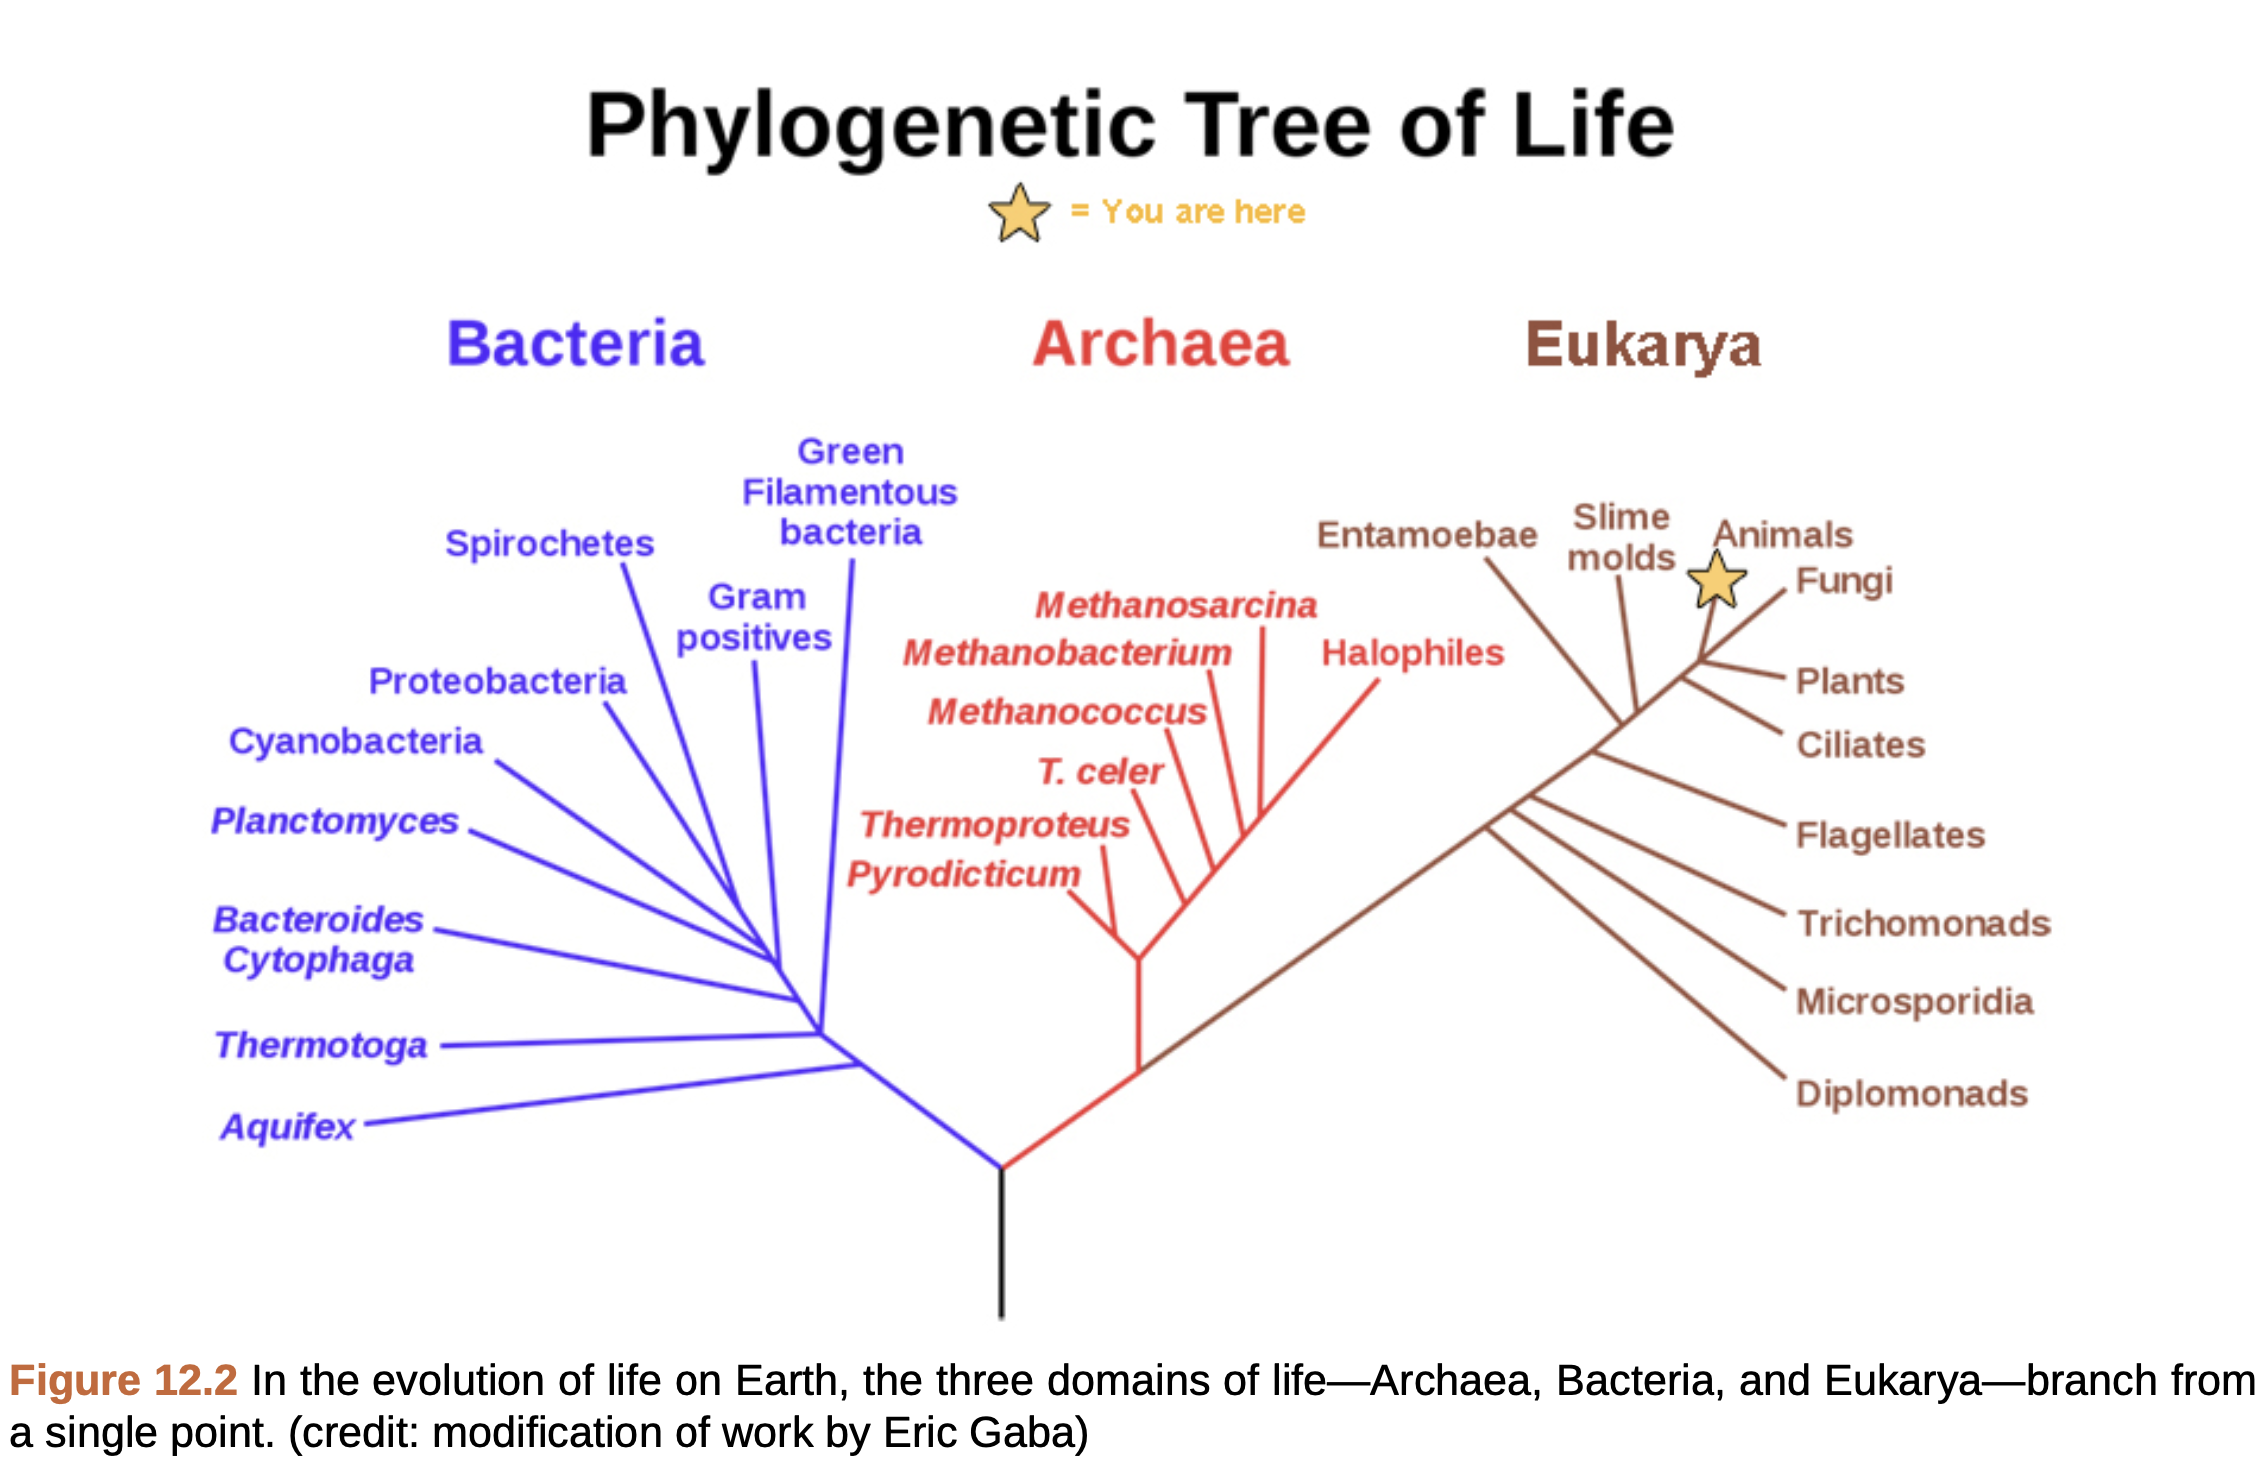 Phylogenetic Tree of Life
= You are here
Bacteria
Archaea
Eukarya
Green
Filamentous
bacteria
Spirochetes
Gram
positives
Proteobacteria
Cyanobacteria
Planctomyces
Bacteroides
Cytophaga
Thermotoga
Aquifex
Methanosarcina
Methanobacterium
Halophiles
Methanococcus
T. celer
Thermoproteus
Pyrodicticum
Entamoebae
Slime
molds
Animals
Fungi
Plants
Ciliates
Flagellates
Trichomonads
Microsporidia
Diplomonads
Figure 12.2 In the evolution of life on Earth, the three domains of life—Archaea, Bacteria, and Eukarya—branch from
a single point. (credit: modification of work by Eric Gaba)